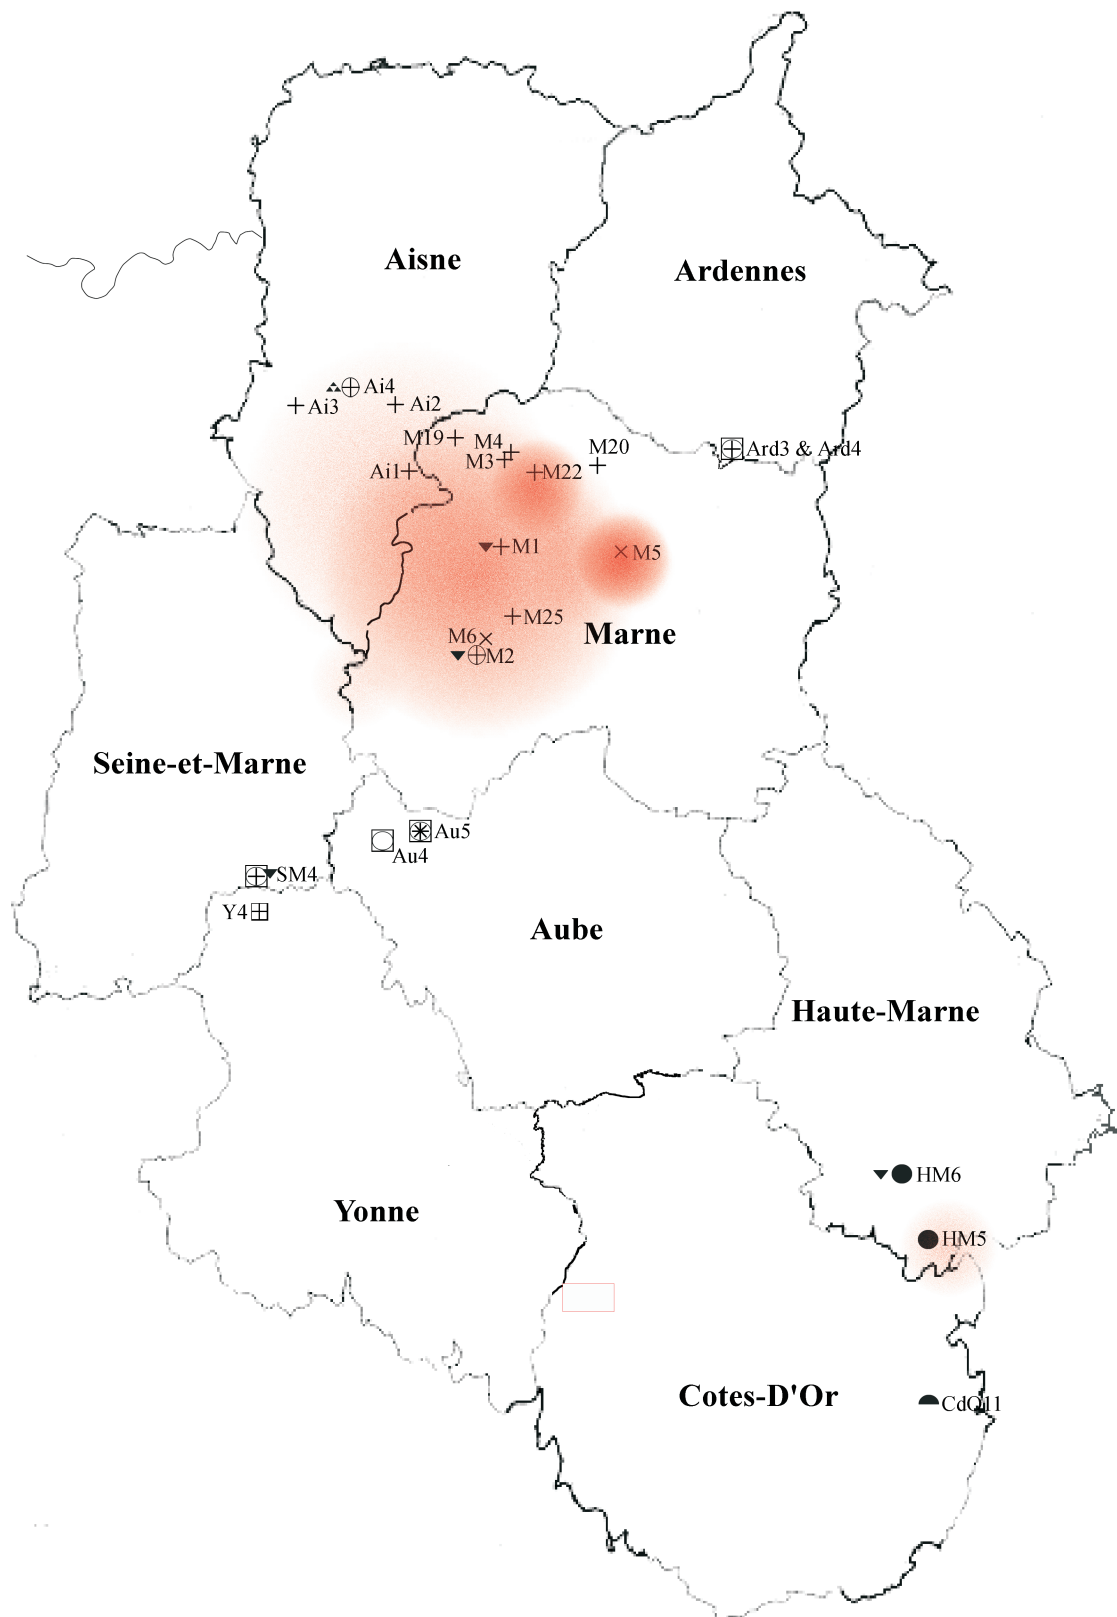 Aisne
Ardennes
Ai4
Ai3
Ai2
M19
M4
M3
M20
Ard3 & Ard4
Ai1
M22
M1
M5
M25
M6
M2
Marne
Seine-et-Marne
Au5
Au4
SM4
Y4
Aube
Haute-Marne
HM6
Yonne
HM5
Cotes-D'Or
CdO11